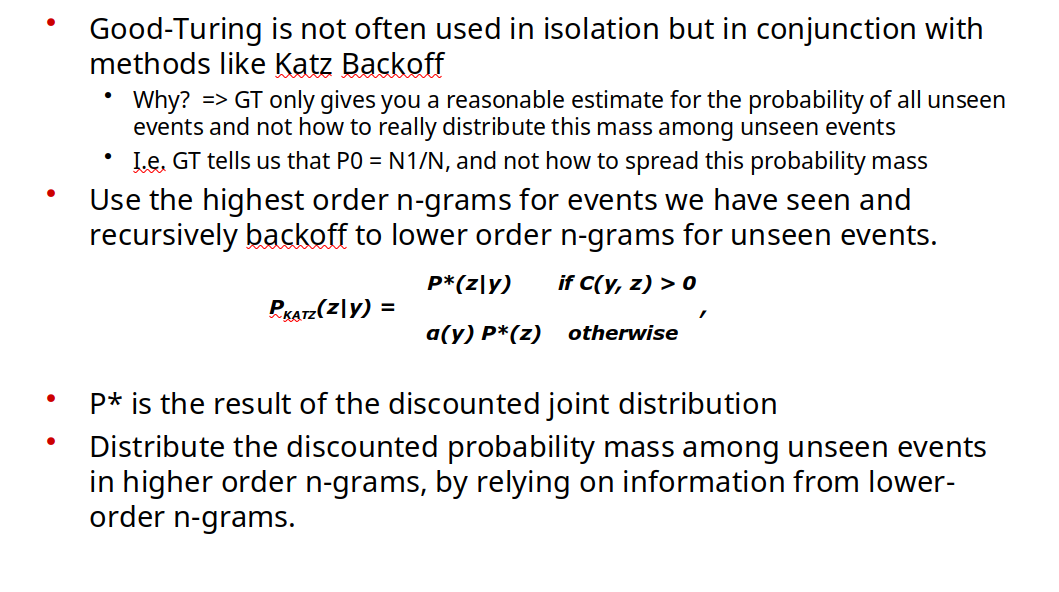 • Good-Turing is not often used in isolation but in conjunction with
methods like Katz Backoff
• Why?  => GT only gives you a reasonable estimate for the probability of all unseen
events and not how to really distribute this mass among unseen events
• I.e. GT tells us that P0 = N1/N, and not how to spread this probability mass
• Use the highest order n-grams for events we have seen and
recursively backoff to lower order n-grams for unseen events.
P*(z|y) if C(y, z) > 0
PKATZ(z|y) = ,
α(y) P*(z) otherwise
• P* is the result of the discounted joint distribution
• Distribute the discounted probability mass among unseen events
in higher order n-grams, by relying on information from lower-
order n-grams.